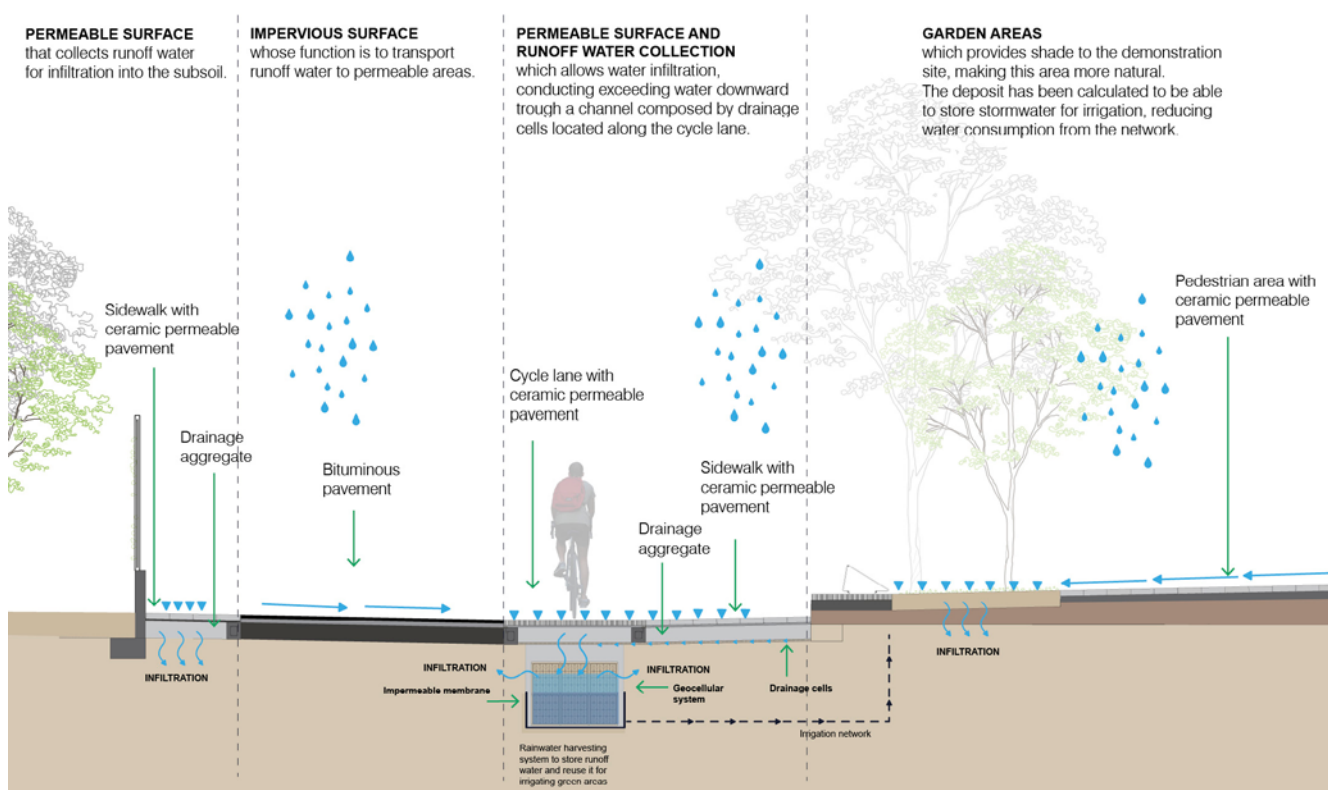 PERMEABLE SURFACE
that collects runoff water
for infiltration into the subsoil.
IMPERVIOUS SURFACE
whose function is to transport
runoff water to permeable areas.
PERMEABLE SURFACE AND
RUNOFF WATER COLLECTION
which allows water infiltration,
conducting exceeding water downward
trough a channel composed by drainage
cells located along the cycle lane.
GARDEN AREAS
which provides shade to the demonstration
site, making this area more natural.
The deposit has been calculated to be able
to store stormwater for irrigation, reducing
water consumption from the network.
Sidewalk with
ceramic permeable
pavement
Drainage
aggregate
Bituminous
pavement
Cycle lane with
ceramic permeable
pavement
Drainage
aggregate
Sidewalk with
ceramic permeable
pavement
Pedestrian area with
ceramic permeable
pavement
INFILTRATION
INFILTRATION
INFILTRATION
INFILTRATION
Impermeable membrane
Geocellular
system
Drainage cells
Irrigation network
Rainwater harvesting
system to store runoff
water and reuse it for
irrigating green areas